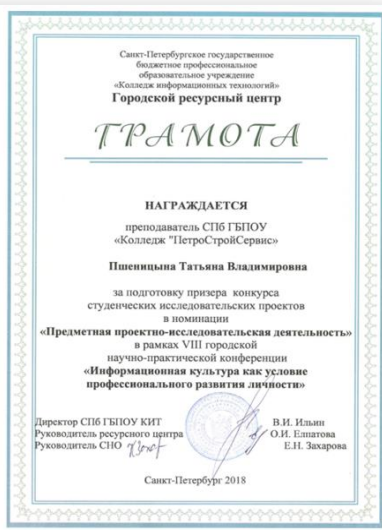 Санкт-Петербургское государственное
бюджетное профессиональное
образовательное учреждение
«Колледж информационных технологий»
Городской ресурсный центр
ГРАМОТА
НАГРАЖДАЕТСЯ
преподаватель СПб ГБПОУ
«Колледж "ПетроСтройСервис»
Пшеницына Татьяна Владимировна
за подготовку призера конкурса
студенческих исследовательских проектов
в номинации
«Предметная проектно-исследовательская деятельность»
в рамках VIII городской
научно-практической конференции
«Информационная культура как условие
профессионального развития личности»
Директор СПб ГБПОУ КИТ В.И. Ильин
Руководитель ресурсного центра О.И. Елпатова
Руководитель СНО Е.Н. Захарова
Санкт-Петербург 2018